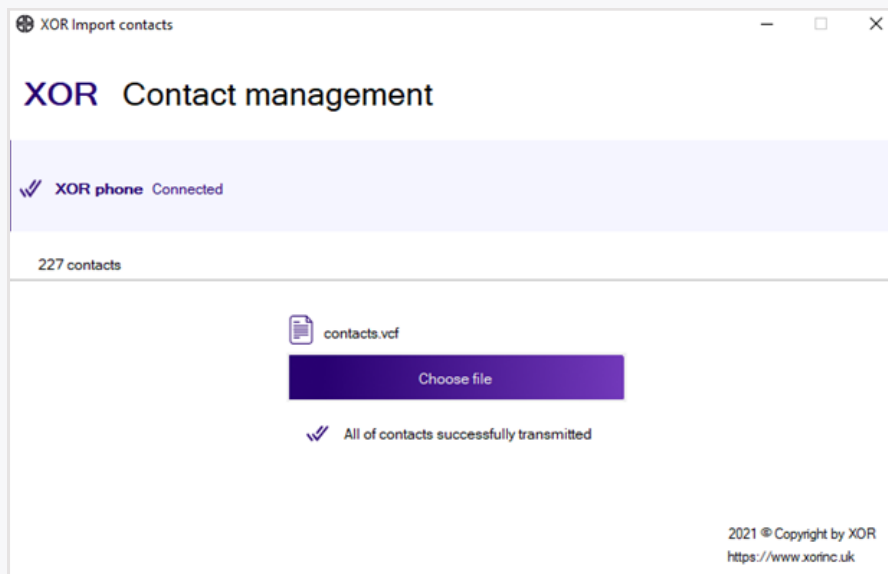 XOR Import contacts
XOR Contact management
XOR phone Connected
227 contacts
contacts.vcf
Choose file
All of contacts successfully transmitted
2021 ® Copyright by XOR
https://www.xorinc.uk